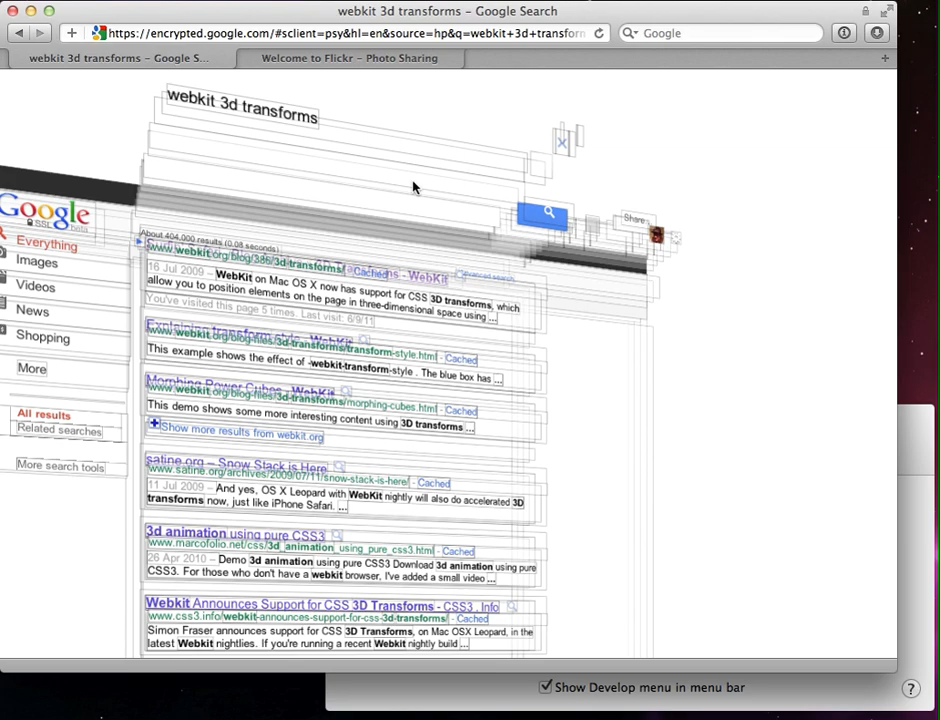 webkit 3d transforms – Google Search
https://encrypted.google.com/#sclient=psy&hl=en&source=hp&q=webkit+3d+transforn
Google
webkit 3d transforms – Google S...
Welcome to Flickr – Photo Sharing
webkit 3d transforms
X
Share
Google
SSL beta
About 404,000 results (0.08 seconds)
Advanced search
Everything
Images
Videos
News
Shopping
More
All results
Related searches
More search tools
3D Transforms - WebKit
www.webkit.org/blog/386/3d-transforms/ - Cached
16 Jul 2009 – WebKit on Mac OS X now has support for CSS 3D transforms, which
allow you to position elements on the page in three-dimensional space using ...
You've visited this page 5 times. Last visit: 6/9/11
Explaining transform-style - WebKit
www.webkit.org/blog-files/3d-transforms/transform-style.html - Cached
This example shows the effect of -webkit-transform-style . The blue box has ...
Morphing Power Cubes - WebKit
www.webkit.org/blog-files/3d-transforms/morphing-cubes.html - Cached
This demo shows some more interesting content using 3D transforms ...
Show more results from webkit.org
satine.org – Snow Stack is Here
www.satine.org/archives/2009/07/11/snow-stack-is-here/ - Cached
11 Jul 2009 – And yes, OS X Leopard with WebKit nightly will also do accelerated 3D
transforms now, just like iPhone Safari. ...
3d animation using pure CSS3
www.marcofolio.net/css/3d_animation_using_pure_css3.html - Cached
26 Apr 2010 – Demo 3d animation using pure CSS3 Download 3d animation using pure
CSS3. For those who don't have a webkit browser, I've added a small video ...
Webkit Announces Support for CSS 3D Transforms - CSS3 . Info
www.css3.info/webkit-announces-support-for-css-3d-transforms/ - Cached
Simon Fraser announces support for CSS 3D Transforms, on Mac OSX Leopard, in the
latest Webkit nightlies. If you're running a recent Webkit nightly build ...
Show Develop menu in menu bar
?